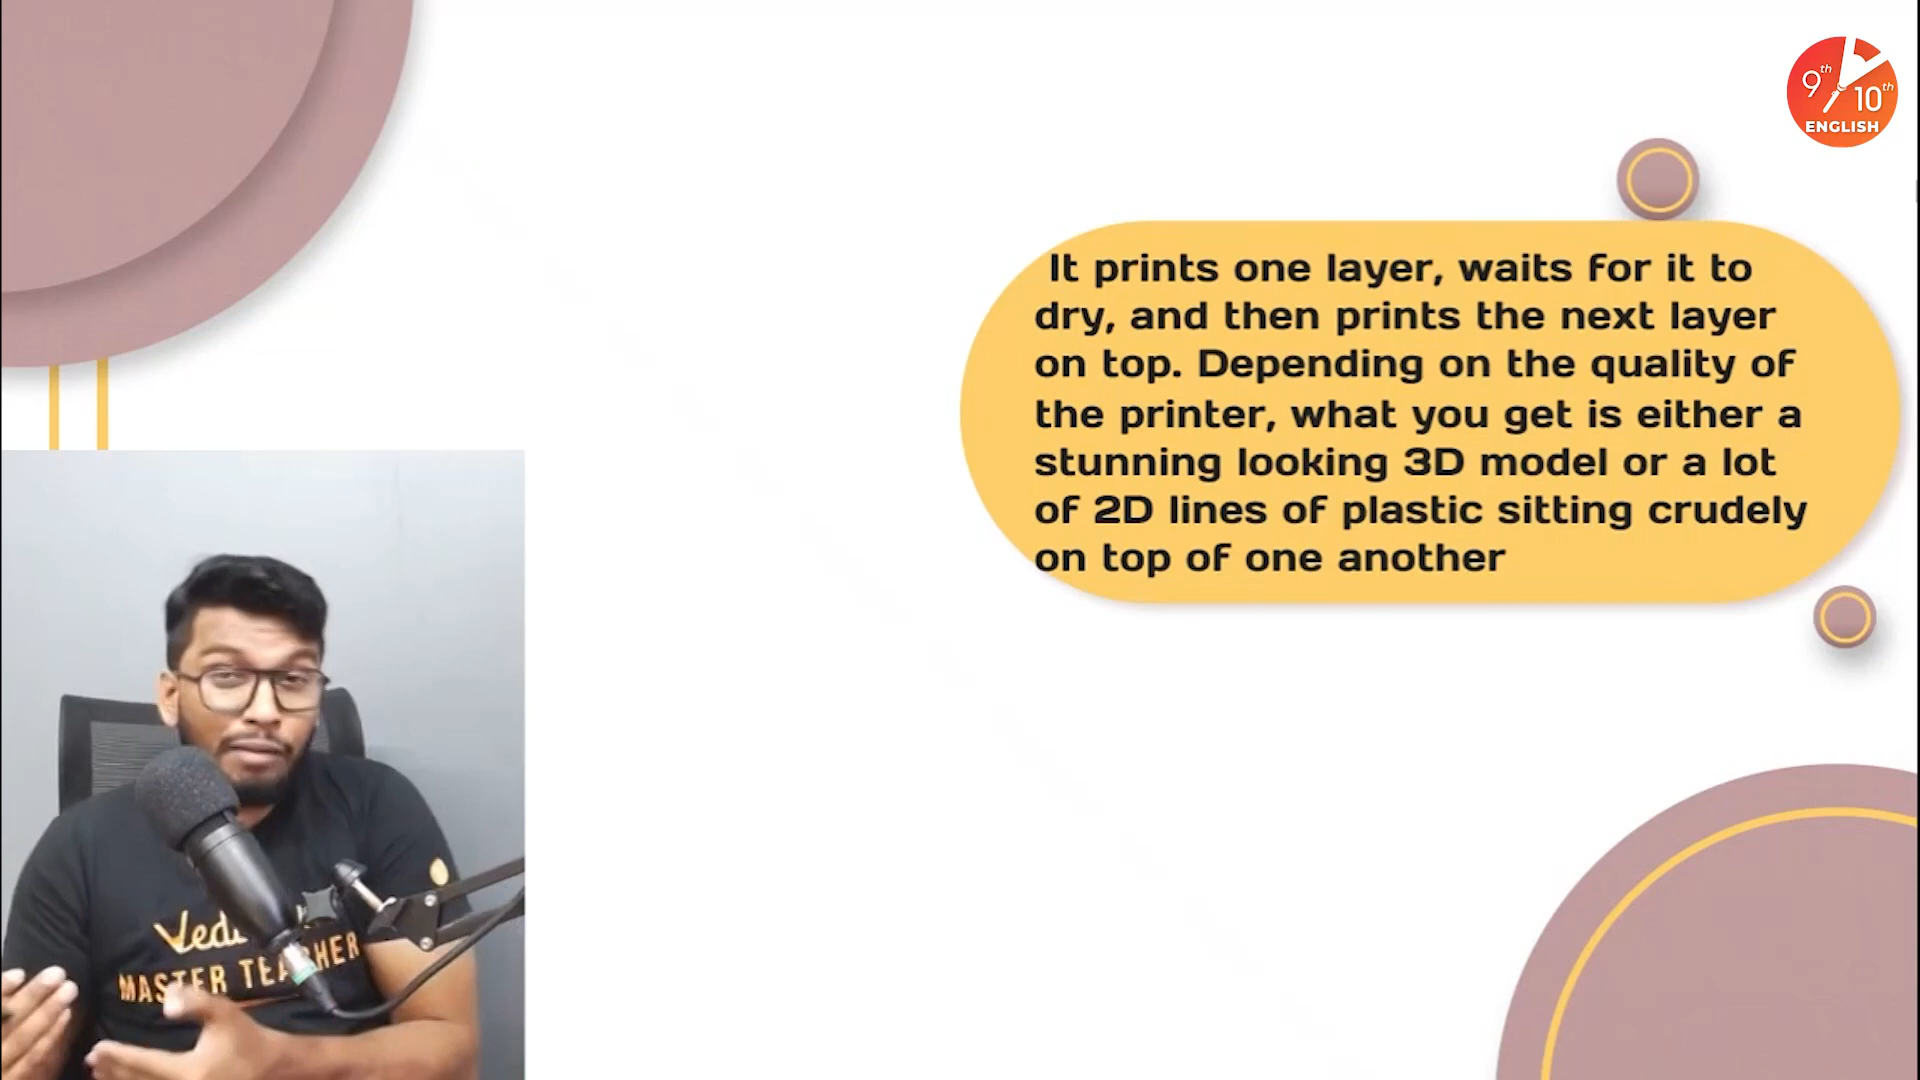 9th
10th
ENGLISH
It prints one layer, waits for it to
dry, and then prints the next layer
on top. Depending on the quality of
the printer, what you get is either a
stunning looking 3D model or a lot
of 2D lines of plastic sitting crudely
on top of one another
MASTER